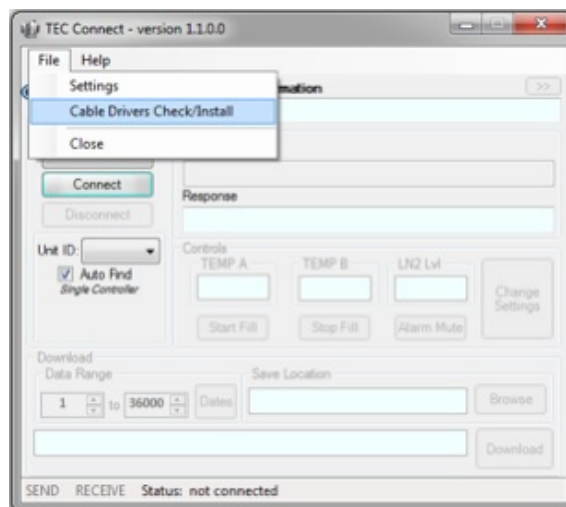 TEC Connect - version 1.1.0.0
File Help
Settings
Cable Drivers Check/Install
Close
mation
>>
Connect
Disconnect
Response
Unit ID:
Auto Find
Single Controller
Controls
TEMP A TEMP B LN2 Lvl
Start Fill Stop Fill Alarm Mute
Change
Settings
Download
Data Range Save Location
1 to 36000 Dates Browse
Download
SEND RECEIVE Status: not connected